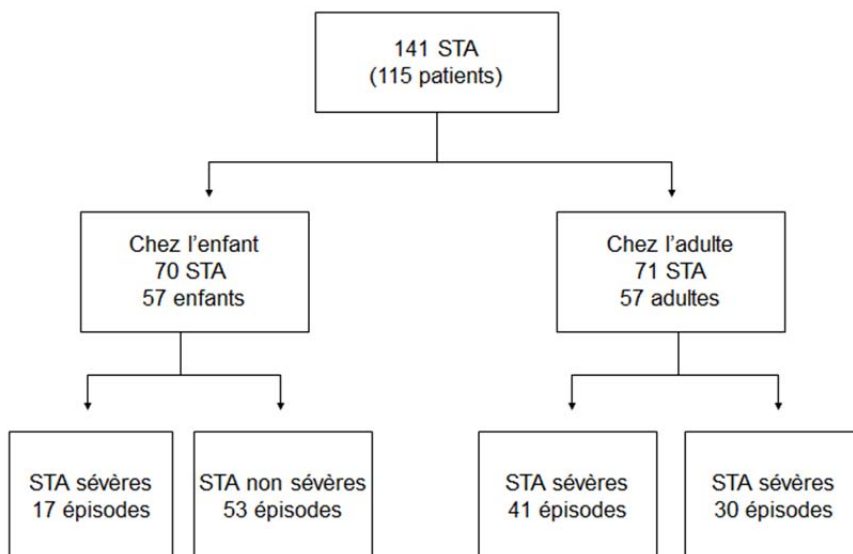 141 STA
(115 patients)
Chez l'enfant
70 STA
57 enfants
Chez l'adulte
71 STA
57 adultes
STA sévères
17 épisodes
STA non sévères
53 épisodes
STA sévères
41 épisodes
STA sévères
30 épisodes